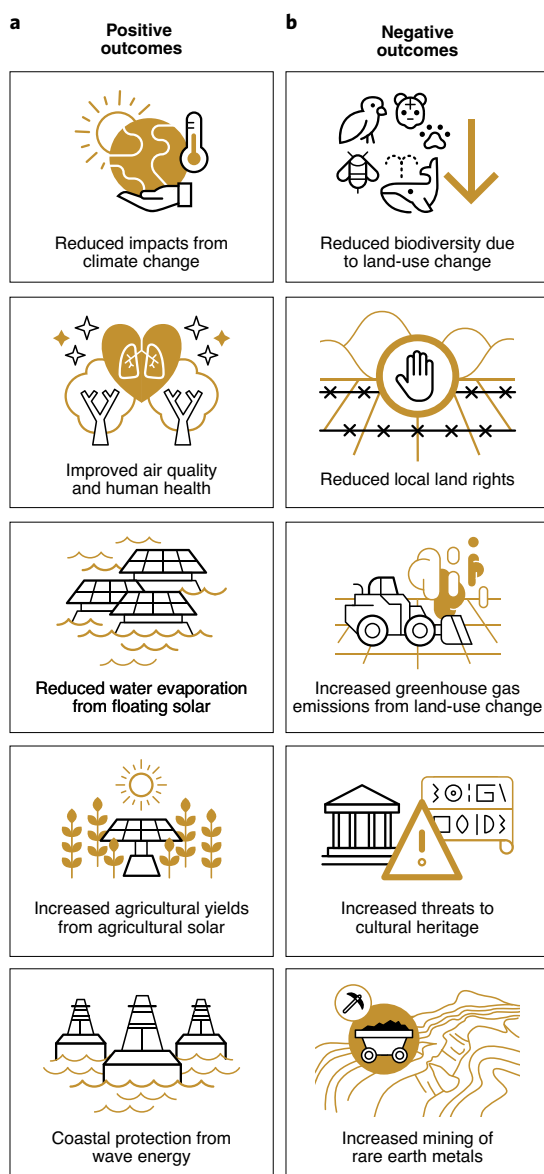 a
Positive
outcomes
Reduced impacts from
climate change
Improved air quality
and human health
Reduced water evaporation
from floating solar
Increased agricultural yields
from agricultural solar
Coastal protection from
wave energy
b
Negative
outcomes
Reduced biodiversity due
to land-use change
Reduced local land rights
Increased greenhouse gas
emissions from land-use change
Increased threats to
cultural heritage
Increased mining of
rare earth metals